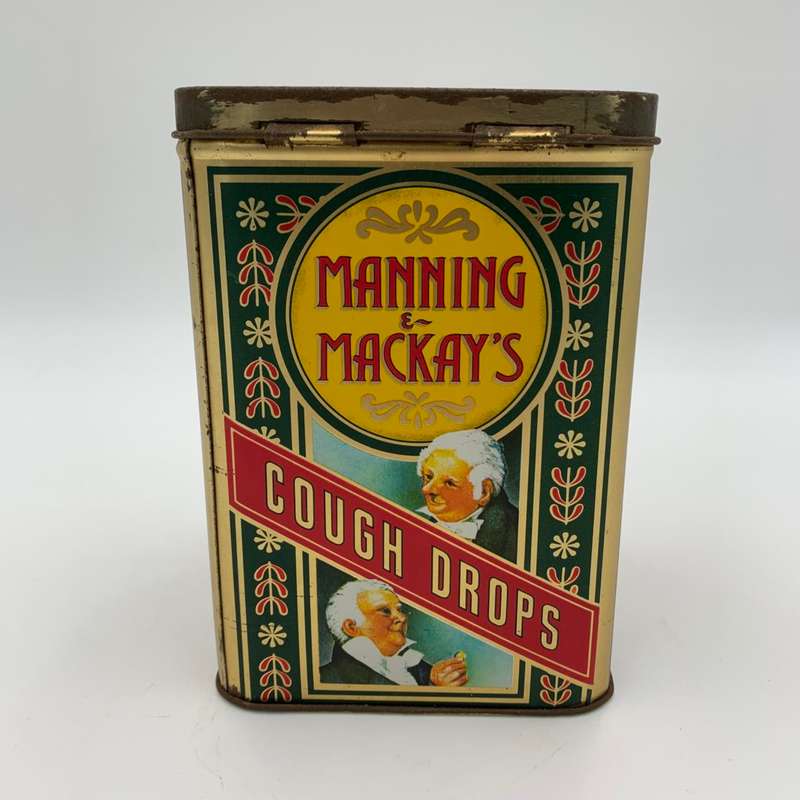 MANNING
&
MACKAY'S
COUGH DROPS